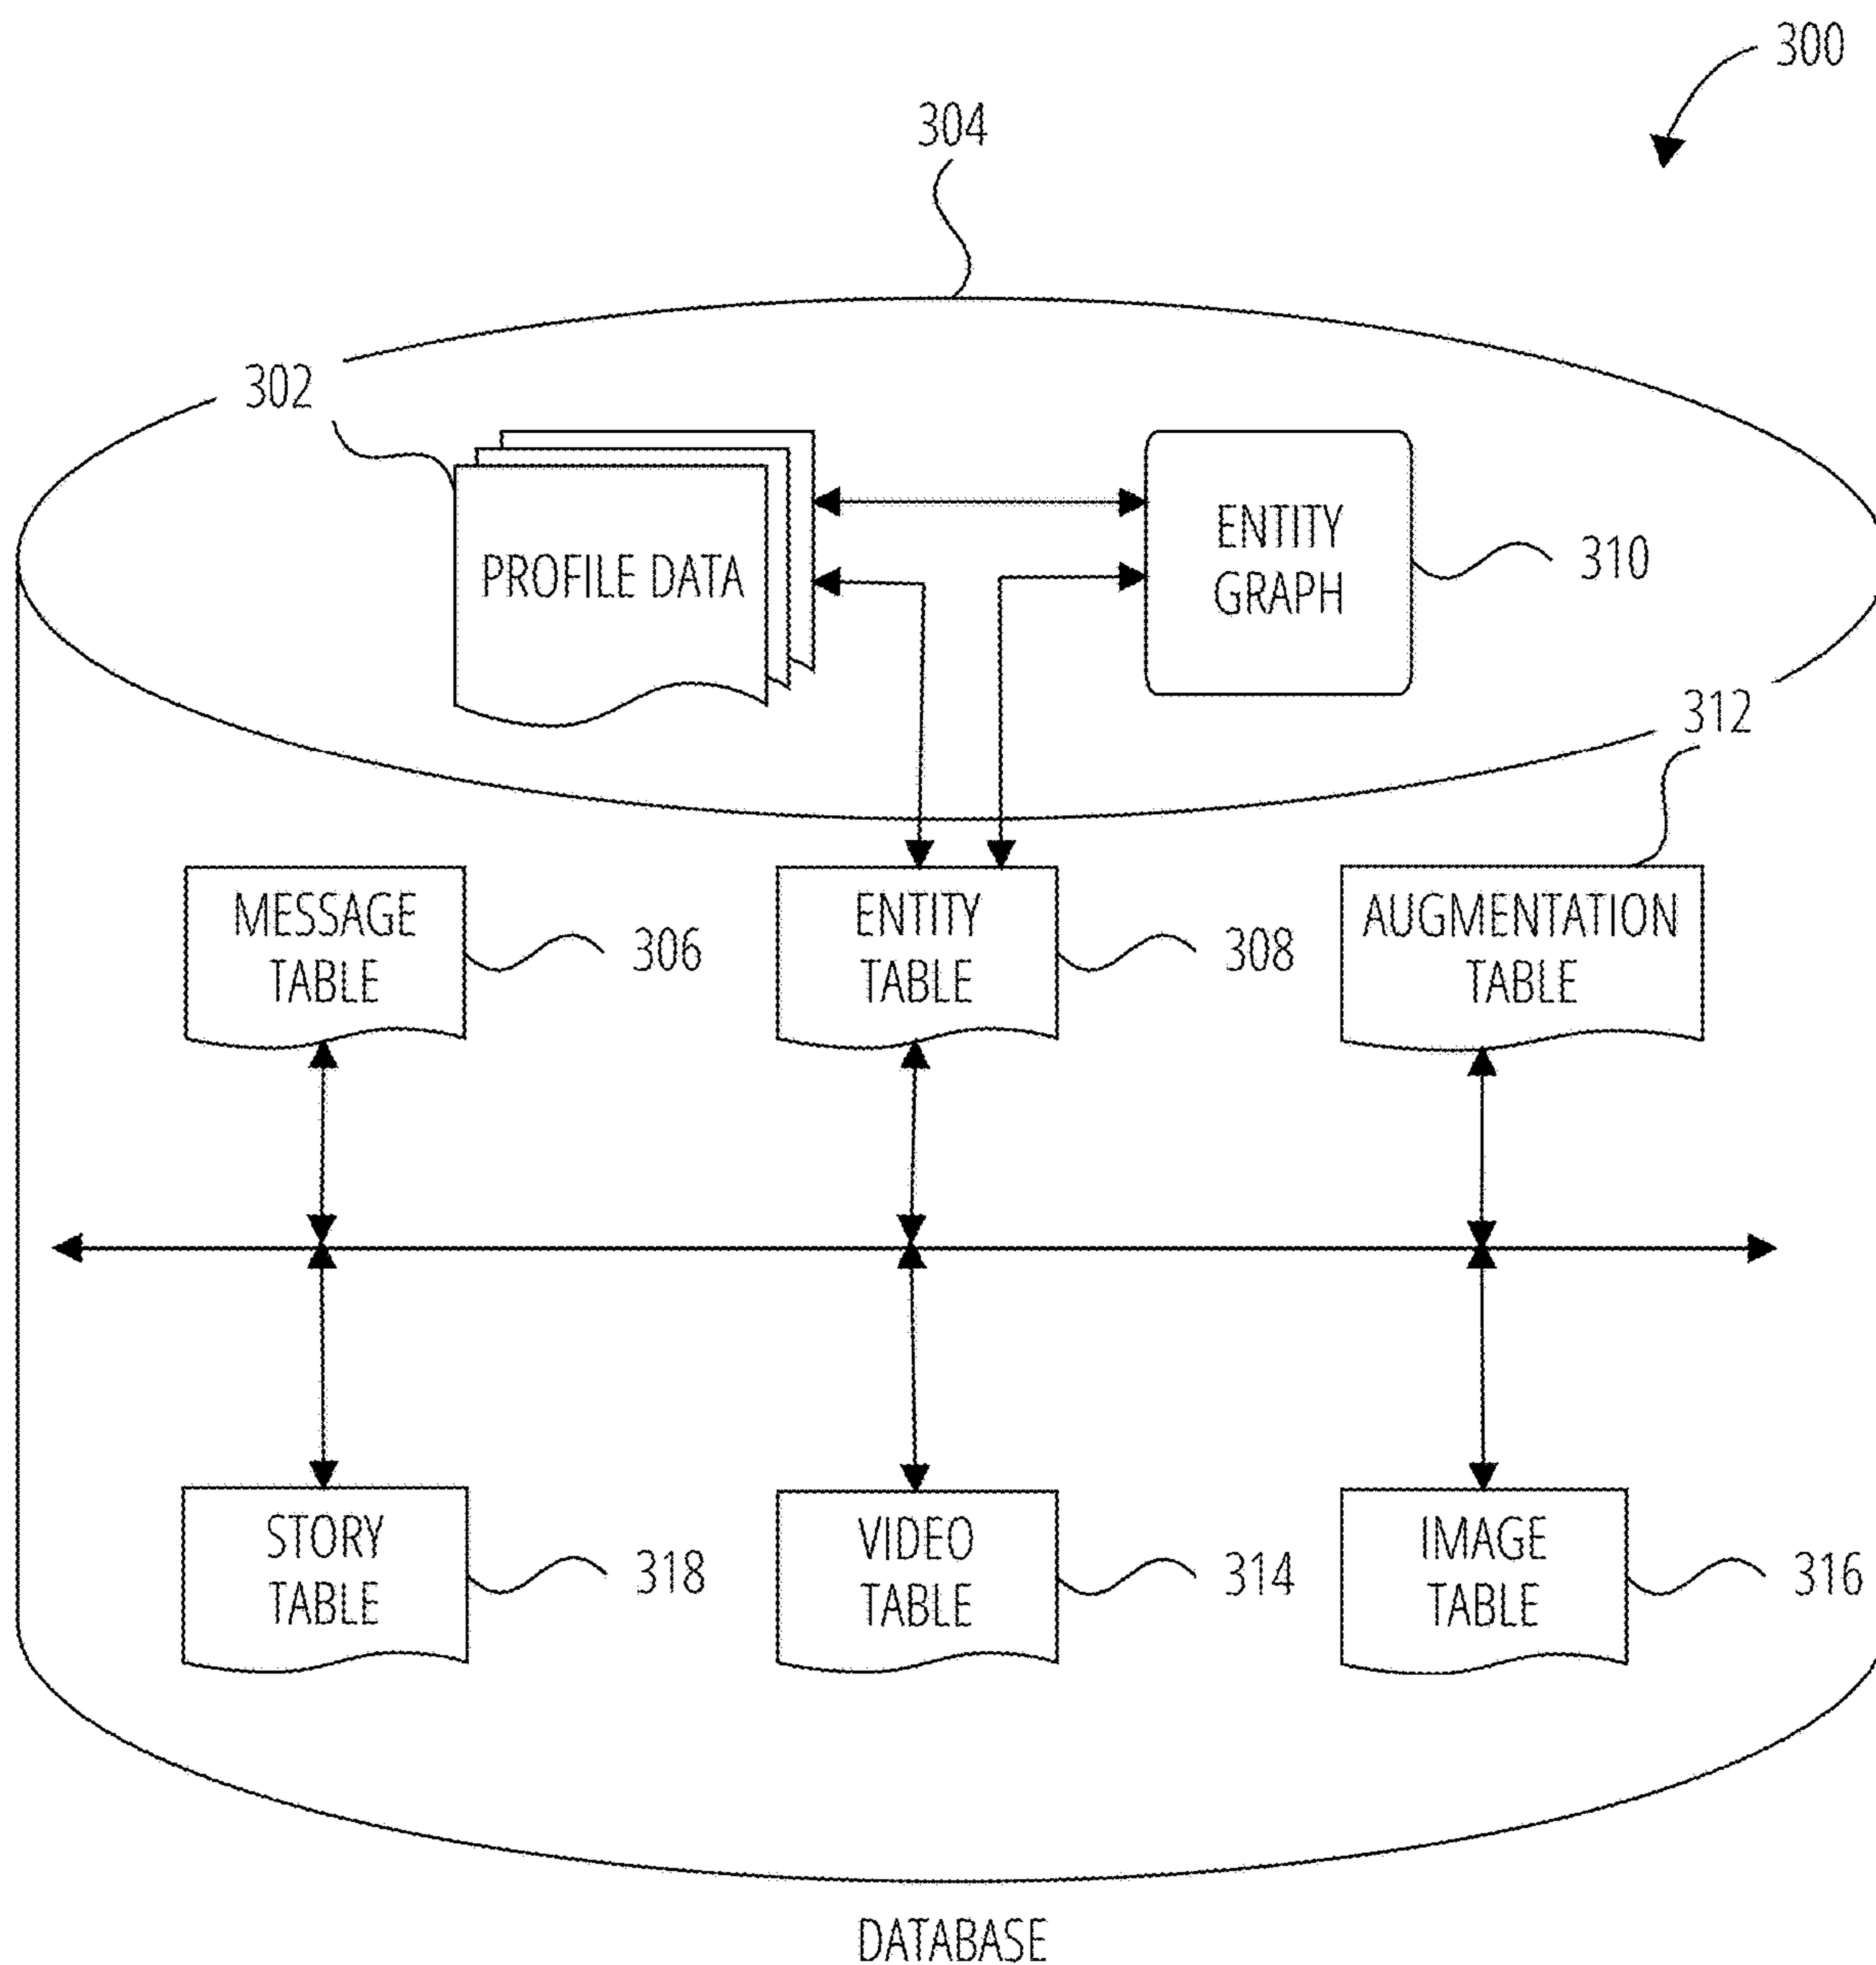 300
304
302
PROFILE DATA
ENTITY
GRAPH
310
312
MESSAGE
TABLE
306
ENTITY
TABLE
308
AUGMENTATION
TABLE
STORY
TABLE
318
VIDEO
TABLE
314
IMAGE
TABLE
316
DATABASE